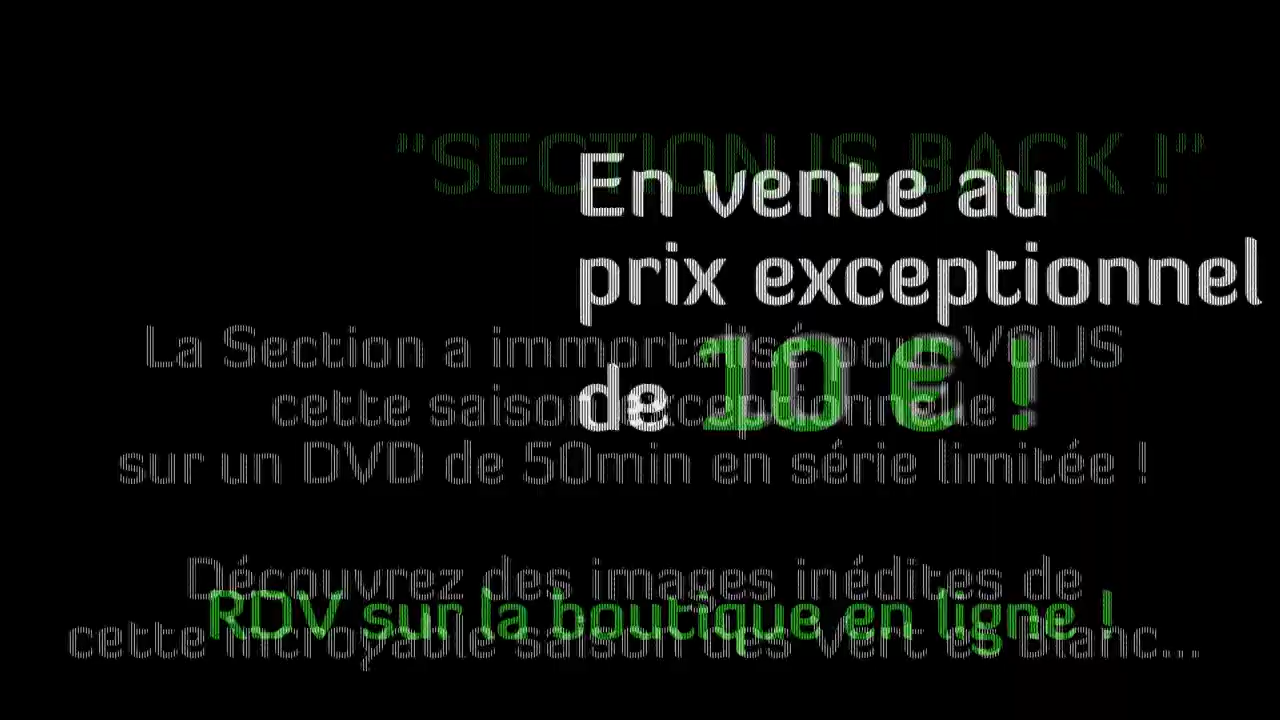 "SECTION IS BACK !"
En vente au
prix exceptionnel
de 10 € !
La Section a immortalisé pour VOUS
cette saison exceptionnelle
sur un DVD de 50min en série limitée !
Découvrez des images inédites de
cette incroyable saison des Vert et Blanc...
RDV sur la boutique en ligne !